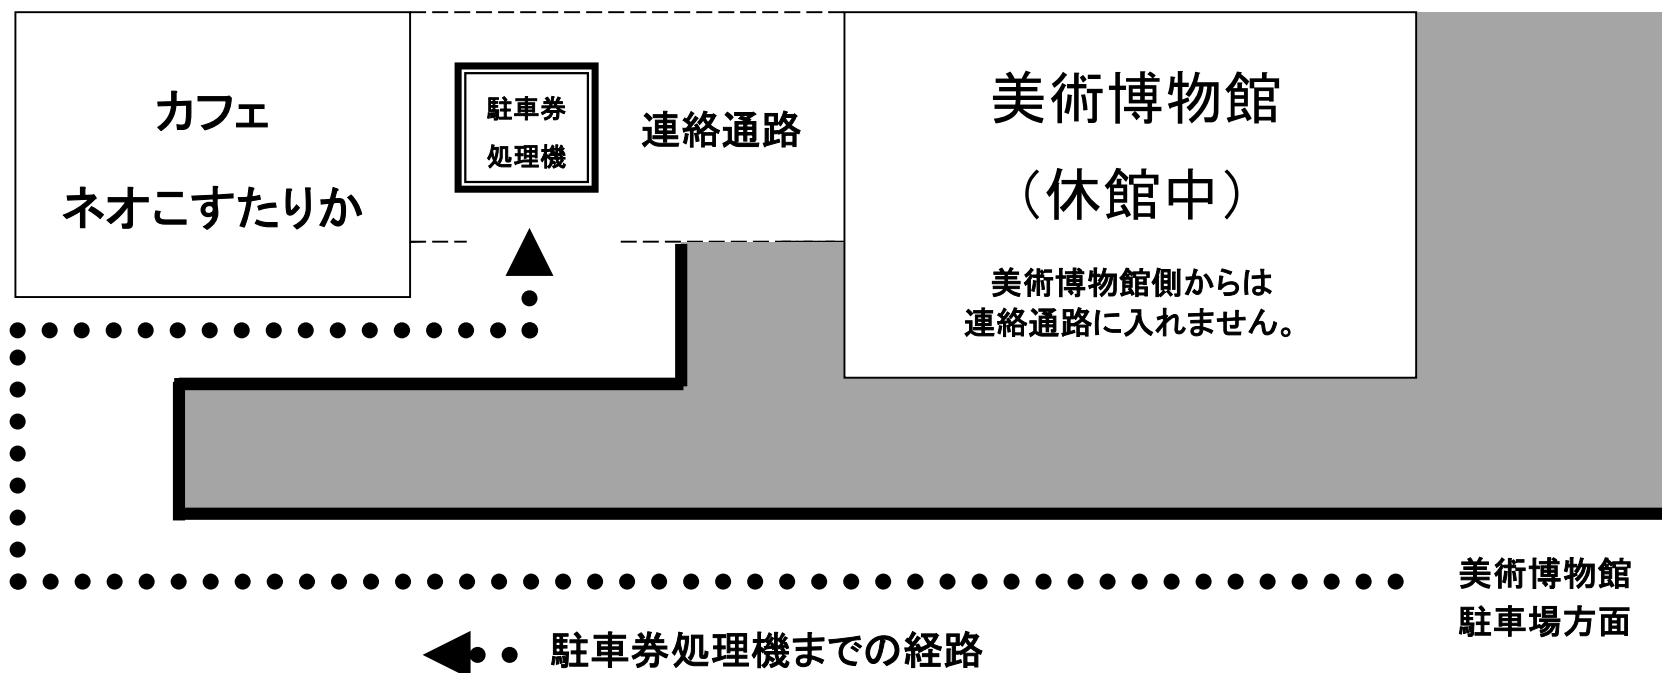 カフェ
ネオこすたりか
駐車券
処理機
連絡通路
美術博物館
（休館中）
美術博物館側からは
連絡通路に入れません。
美術博物館
駐車場方面
駐車券処理機までの経路